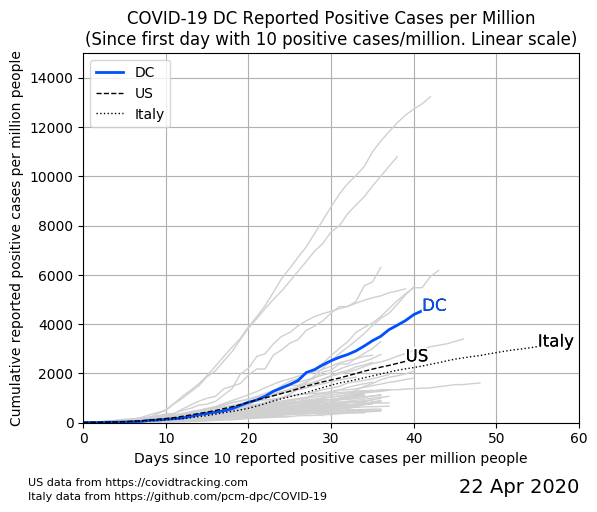 COVID-19 DC Reported Positive Cases per Million
(Since first day with 10 positive cases/million. Linear scale)
Cumulative reported positive cases per million people
14000
12000
10000
8000
6000
4000
2000
0
DC
US
Italy
DC
US
Italy
0 10 20 30 40 50 60
Days since 10 reported positive cases per million people
US data from https://covidtracking.com
Italy data from https://github.com/pcm-dpc/COVID-19
22 Apr 2020